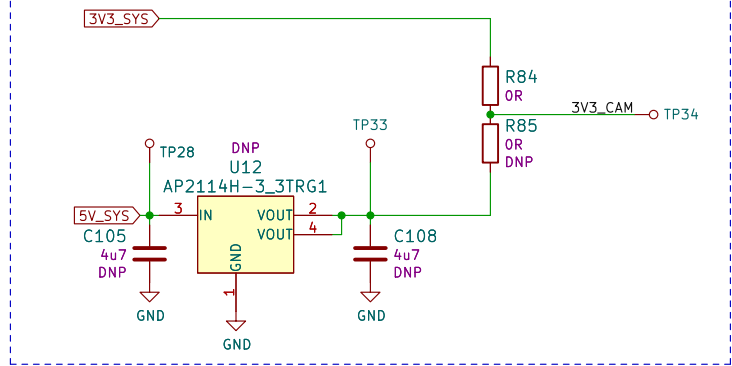 3V3_SYS
R84
0R
3V3_CAM
TP34
R85
0R
DNP
TP33
TP28
DNP
U12
AP2114H-3_3TRG1
5V_SYS
3
IN
VOUT
2
VOUT
4
GND
1
C105
4u7
DNP
C108
4u7
DNP
GND
GND
GND